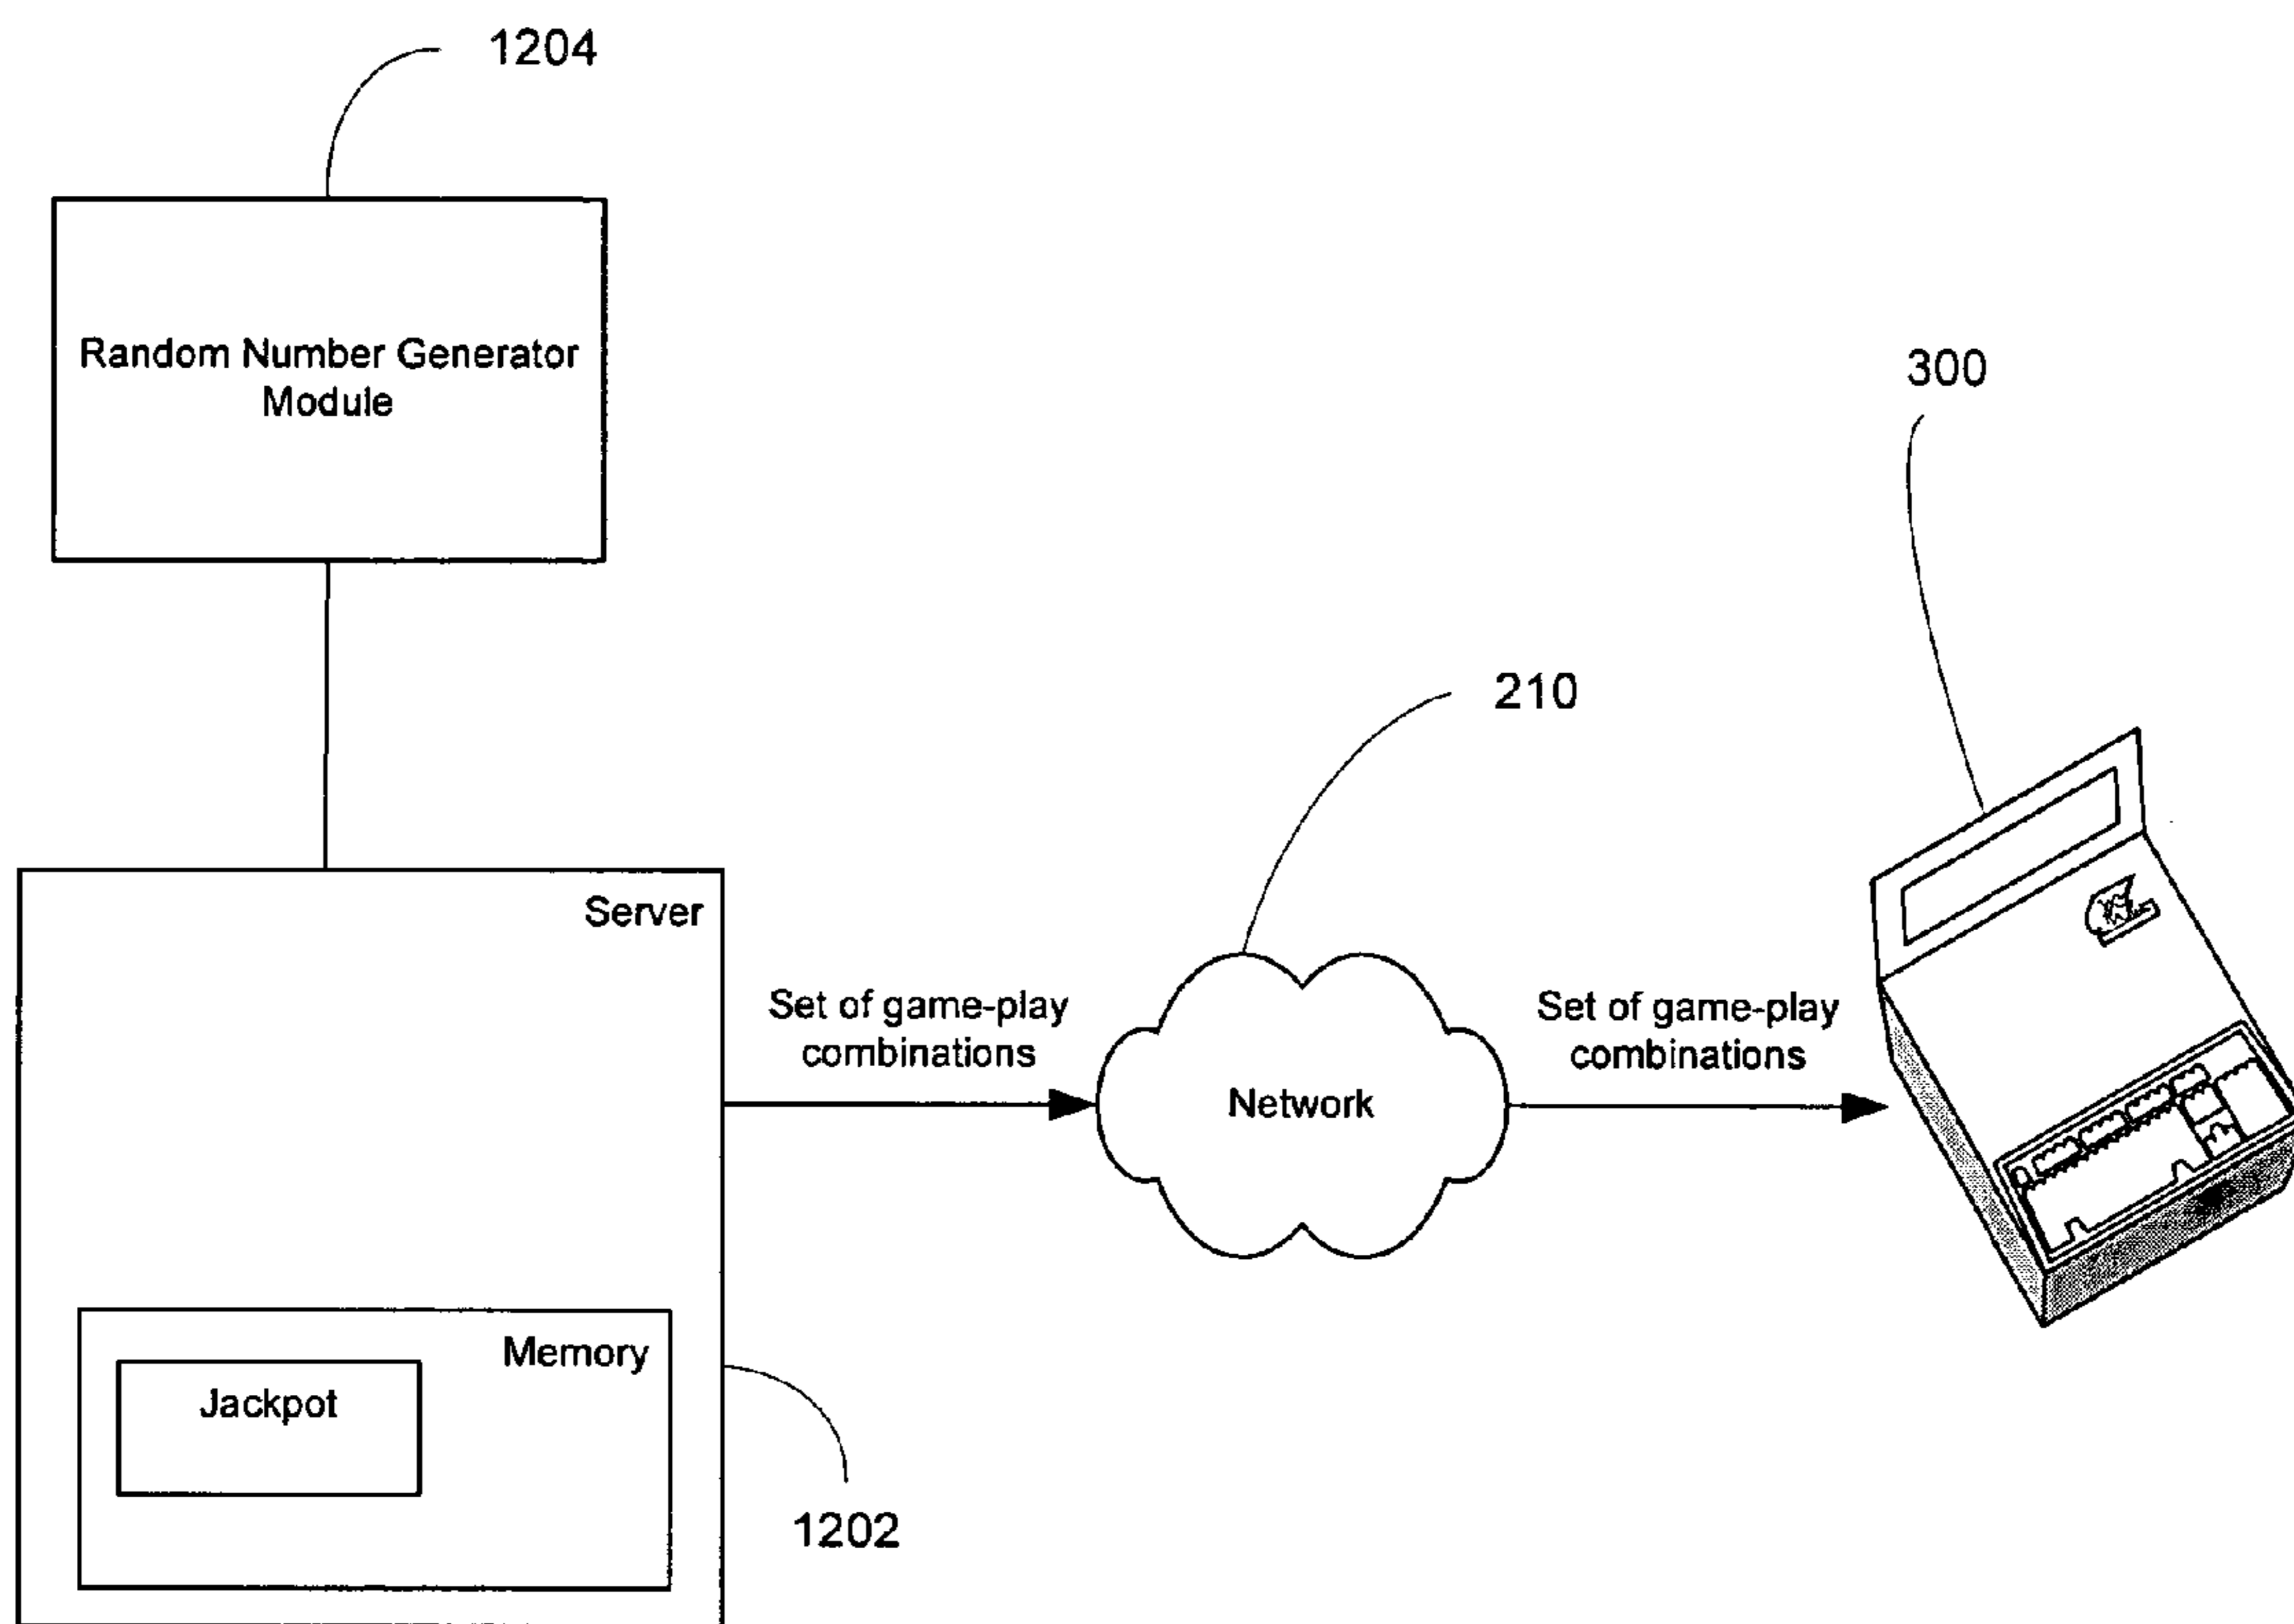 1204
Random Number Generator
Module
300
210
Server
Set of game-play
combinations
Network
Set of game-play
combinations
Memory
Jackpot
1202